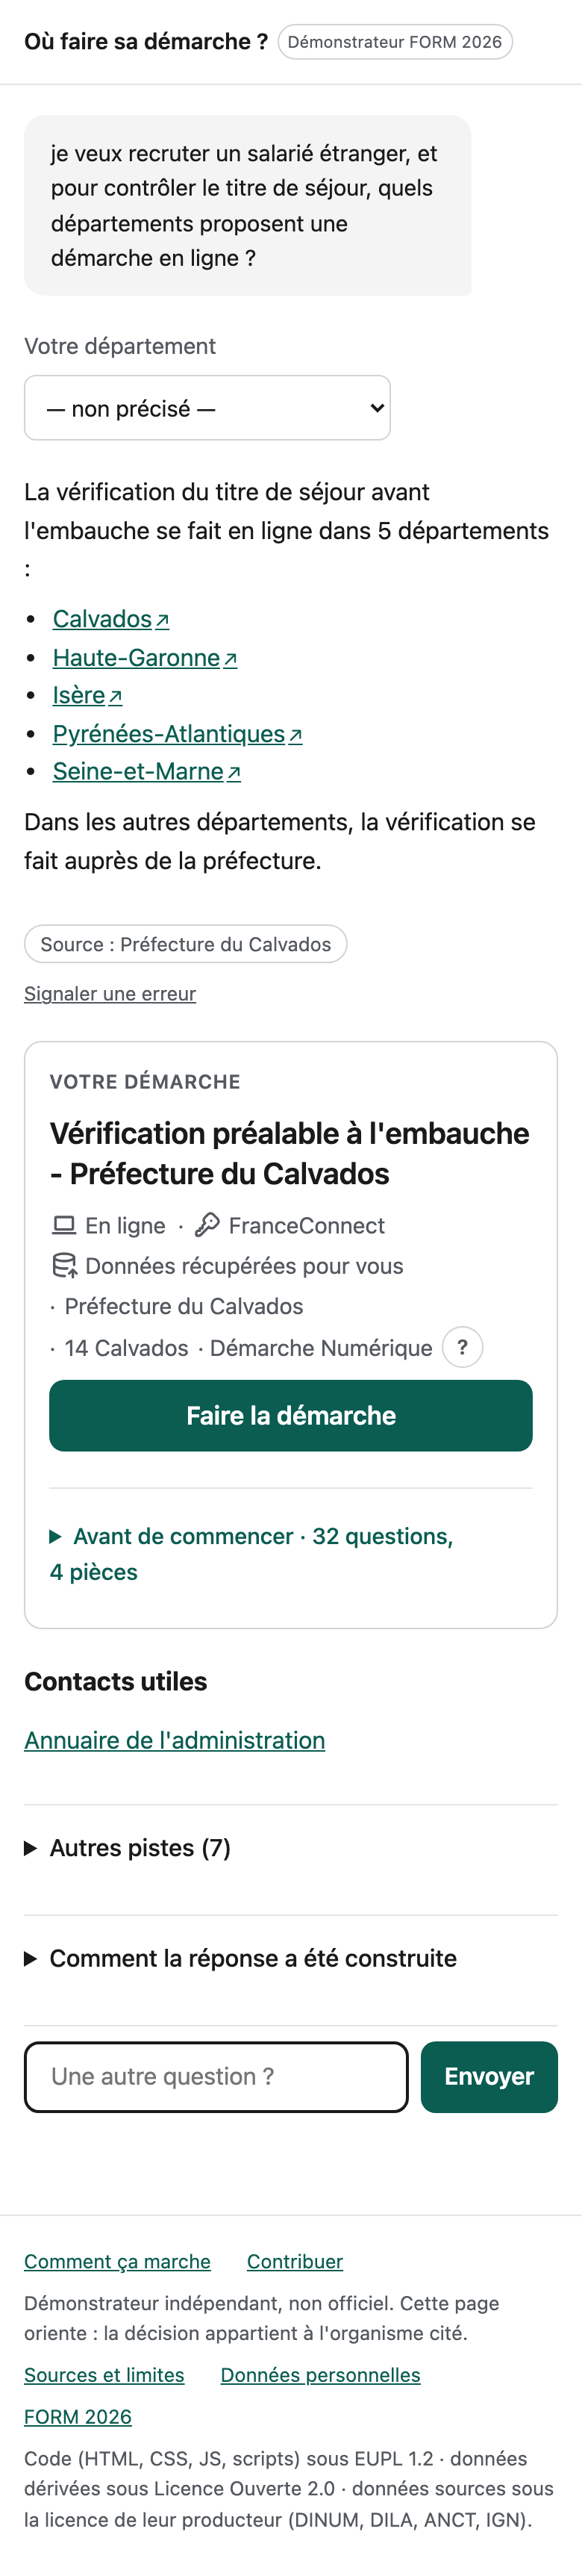 Où faire sa démarche ? Démonstrateur FORM 2026
je veux recruter un salarié étranger, et
pour contrôler le titre de séjour, quels
départements proposent une
démarche en ligne ?
Votre département
— non précisé —
La vérification du titre de séjour avant
l'embauche se fait en ligne dans 5 départements
:
• Calvados↗
• Haute-Garonne↗
• Isère↗
• Pyrénées-Atlantiques↗
• Seine-et-Marne↗
Dans les autres départements, la vérification se
fait auprès de la préfecture.
Source : Préfecture du Calvados
Signaler une erreur
VOTRE DÉMARCHE
Vérification préalable à l'embauche
- Préfecture du Calvados
En ligne · FranceConnect
Données récupérées pour vous
· Préfecture du Calvados
· 14 Calvados · Démarche Numérique ?
Faire la démarche
▶ Avant de commencer · 32 questions,
4 pièces
Contacts utiles
Annuaire de l'administration
▶ Autres pistes (7)
▶ Comment la réponse a été construite
Une autre question ? Envoyer
Comment ça marche Contribuer
Démonstrateur indépendant, non officiel. Cette page
oriente : la décision appartient à l'organisme cité.
Sources et limites Données personnelles
FORM 2026
Code (HTML, CSS, JS, scripts) sous EUPL 1.2 · données
dérivées sous Licence Ouverte 2.0 · données sources sous
la licence de leur producteur (DINUM, DILA, ANCT, IGN).